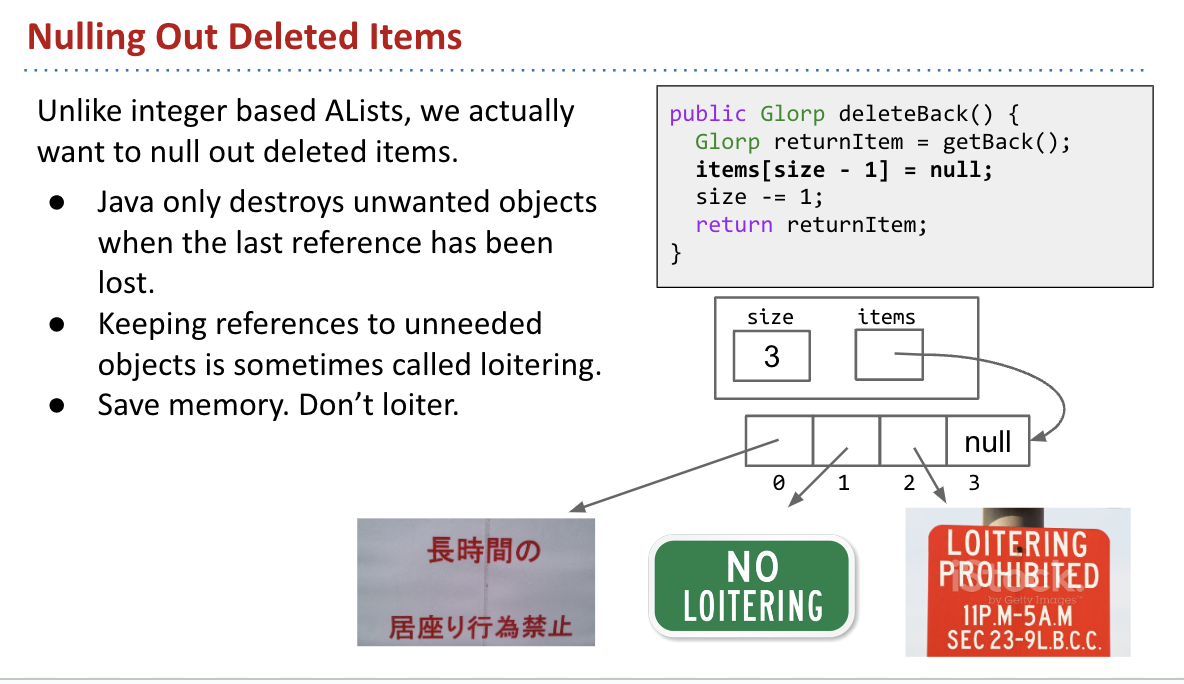 Nulling Out Deleted Items
Unlike integer based ALists, we actually
want to null out deleted items.
● Java only destroys unwanted objects
when the last reference has been
lost.
● Keeping references to unneeded
objects is sometimes called loitering.
● Save memory. Don’t loiter.
public Glorp deleteBack() {
Glorp returnItem = getBack();
items[size - 1] = null;
size -= 1;
return returnItem;
}
size items
3
null
0 1 2 3
長時間の
居座り行為禁止
NO
LOITERING
LOITERING
PROHIBITED
iStock
by Getty Images™
11P.M-5A.M
SEC 23-9L.B.C.C.